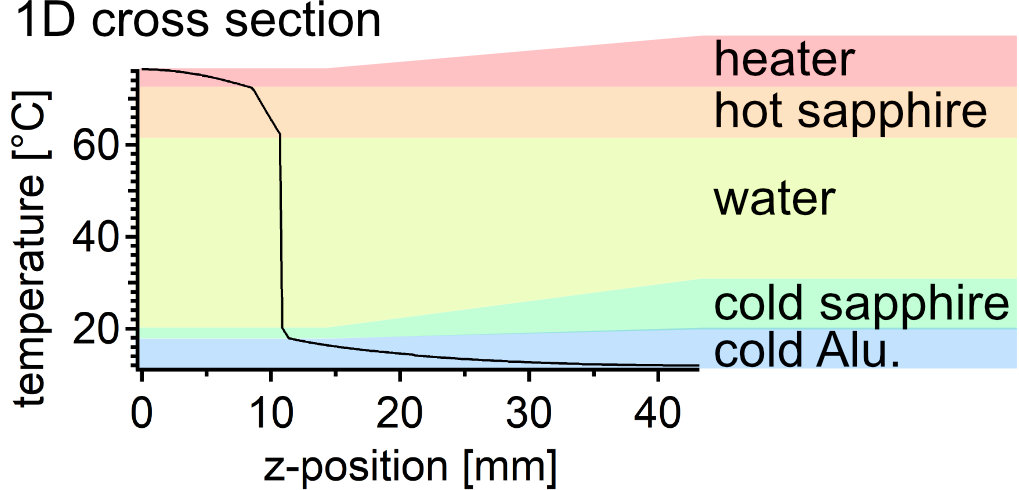 1D cross section
heater
hot sapphire
water
cold sapphire
cold Alu.
temperature [°C]
60
40
20
0 10 20 30 40
z-position [mm]